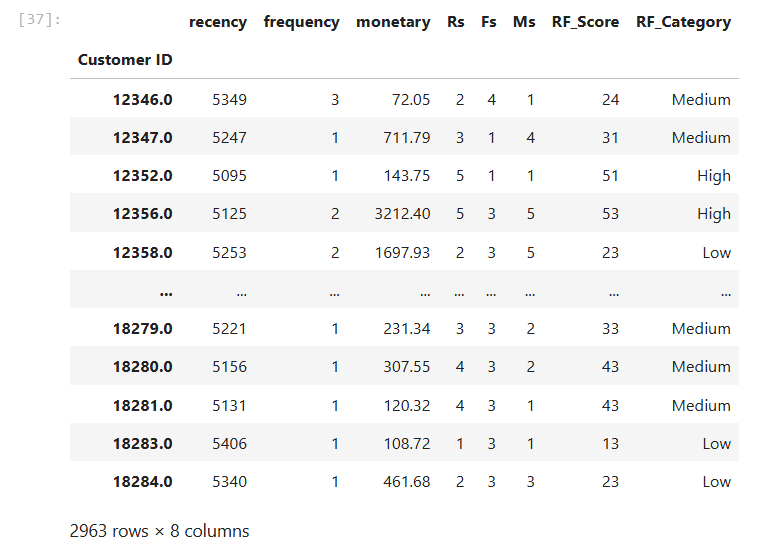 [37]:
recency frequency monetary Rs Fs Ms RF_Score RF_Category
Customer ID
12346.0 5349 3 72.05 2 4 1 24 Medium
12347.0 5247 1 711.79 3 1 4 31 Medium
12352.0 5095 1 143.75 5 1 1 51 High
12356.0 5125 2 3212.40 5 3 5 53 High
12358.0 5253 2 1697.93 2 3 5 23 Low
... ... ... ... ... ... ... ... ...
18279.0 5221 1 231.34 3 3 2 33 Medium
18280.0 5156 1 307.55 4 3 2 43 Medium
18281.0 5131 1 120.32 4 3 1 43 Medium
18283.0 5406 1 108.72 1 3 1 13 Low
18284.0 5340 1 461.68 2 3 3 23 Low
2963 rows × 8 columns